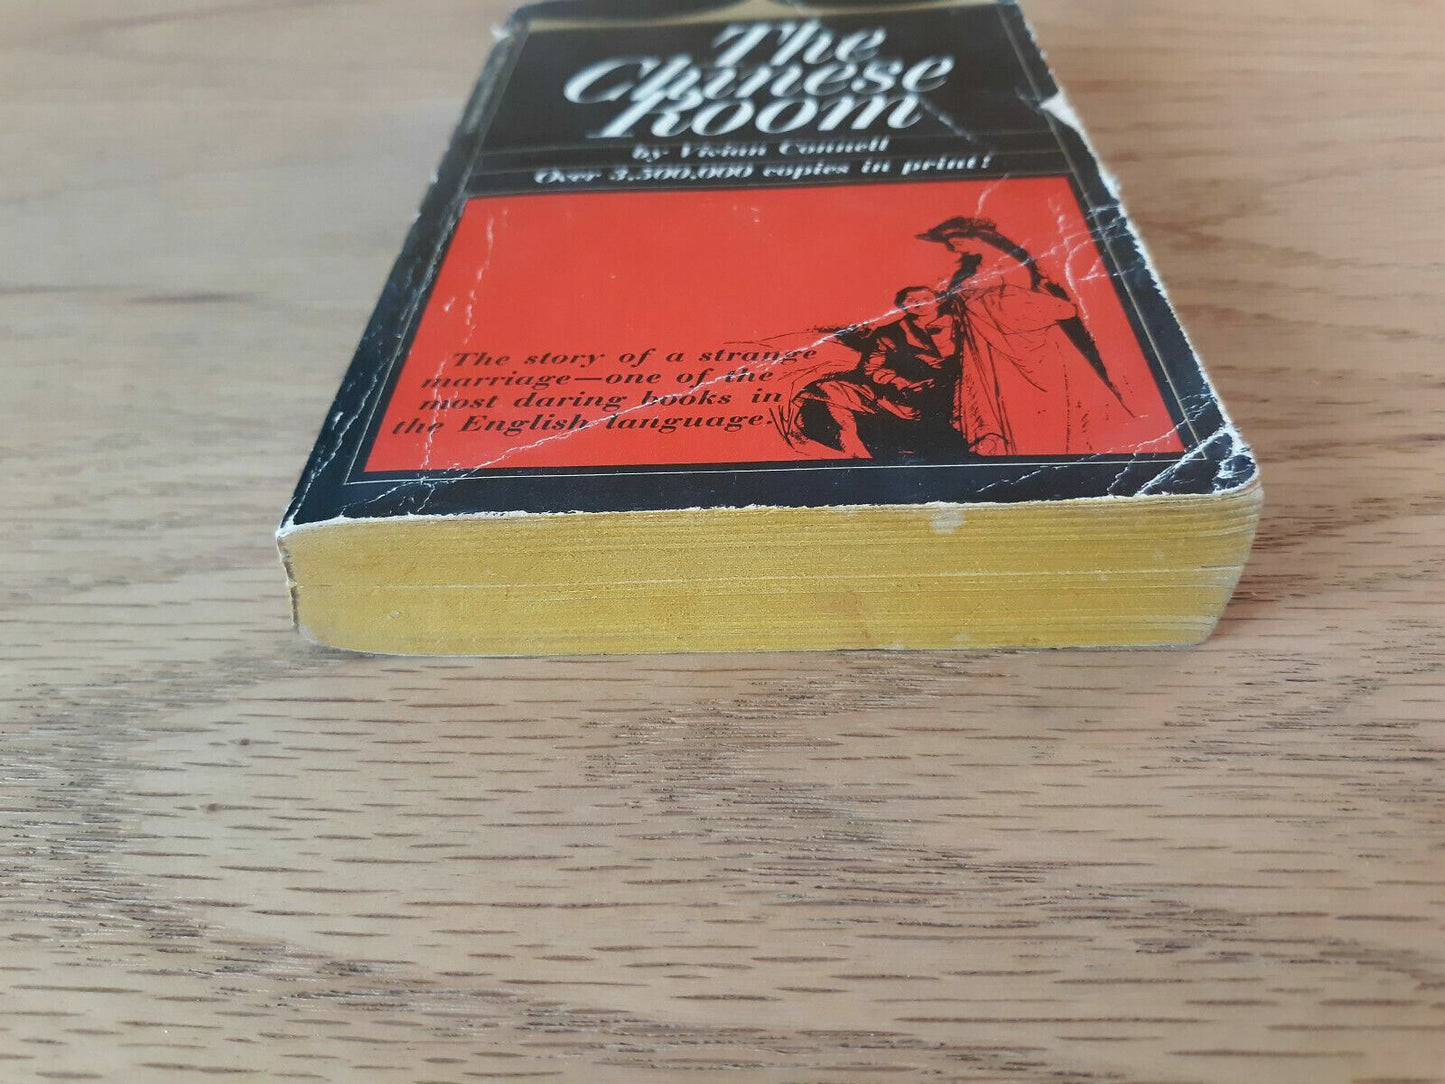 The
Chinese
Room
by Vivian Connell
Over 3,500,000 copies in print!
The story of a strange
marriage—one of the
most daring books in
the English language.